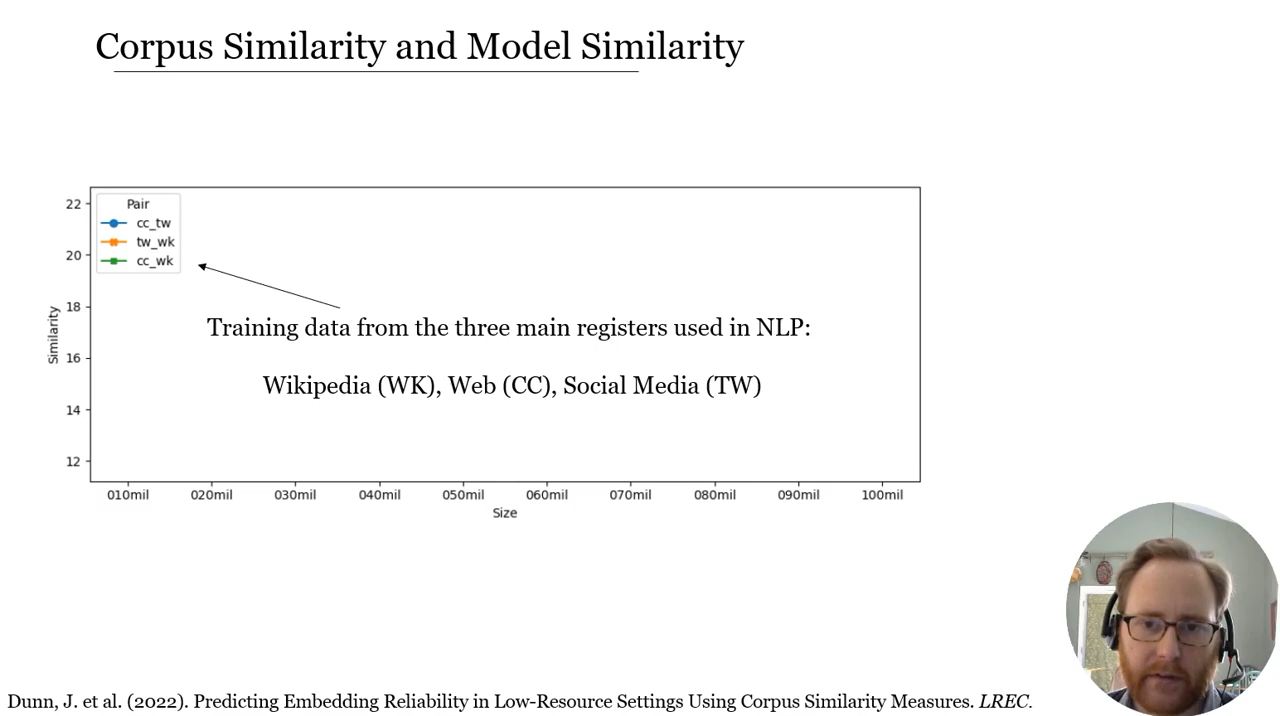 Corpus Similarity and Model Similarity
22
20
18
16
14
12
Similarity
Pair
cc_tw
tw_wk
cc_wk
Training data from the three main registers used in NLP:
Wikipedia (WK), Web (CC), Social Media (TW)
010mil 020mil 030mil 040mil 050mil 060mil 070mil 080mil 090mil 100mil
Size
Dunn, J. et al. (2022). Predicting Embedding Reliability in Low-Resource Settings Using Corpus Similarity Measures. LREC.